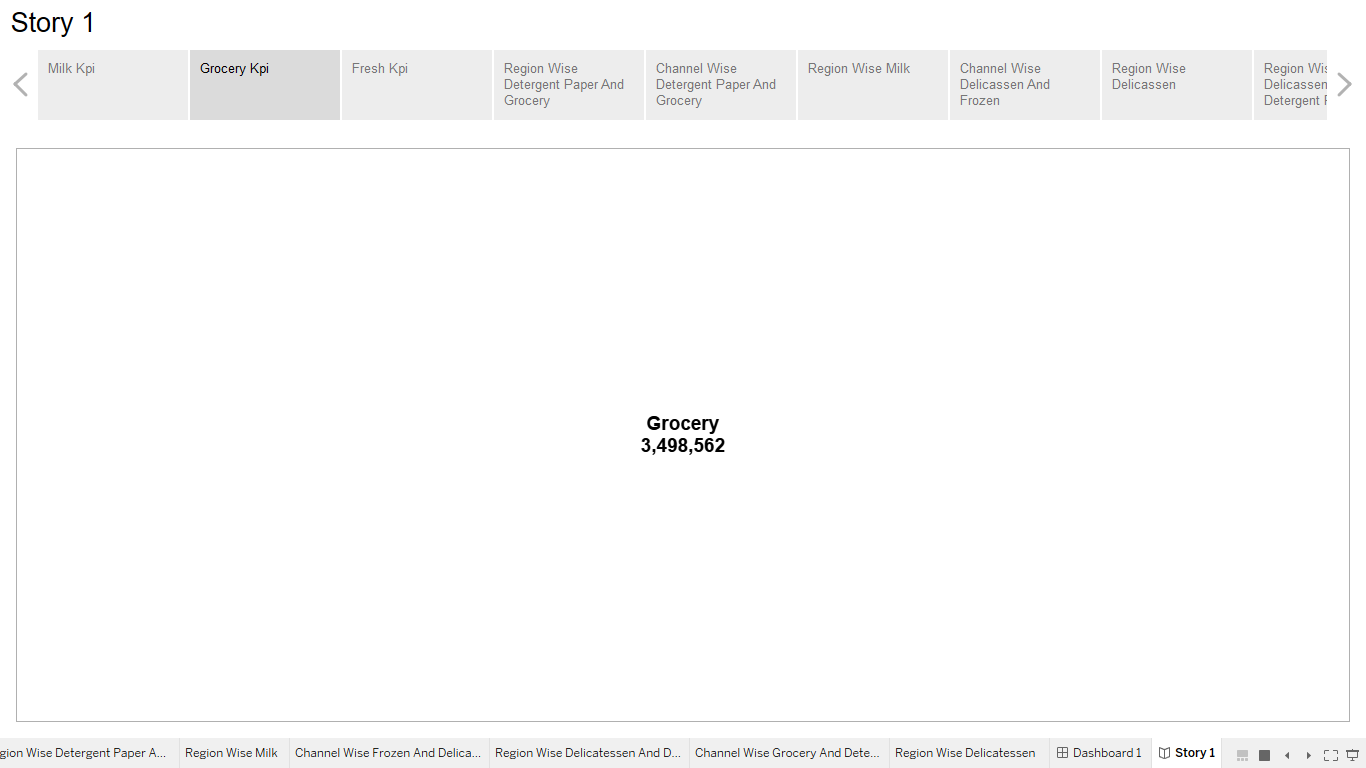 Story 1
Milk Kpi
Grocery Kpi
Fresh Kpi
Region Wise
Detergent Paper And
Grocery
Channel Wise
Detergent Paper And
Grocery
Region Wise Milk
Channel Wise
Delicassen And
Frozen
Region Wise
Delicassen
Region Wis
Delicassen
Detergent
Grocery
3,498,562
gion Wise Detergent Paper A...
Region Wise Milk
Channel Wise Frozen And Delica...
Region Wise Delicatessen And D...
Channel Wise Grocery And Dete...
Region Wise Delicatessen
Dashboard 1
Story 1